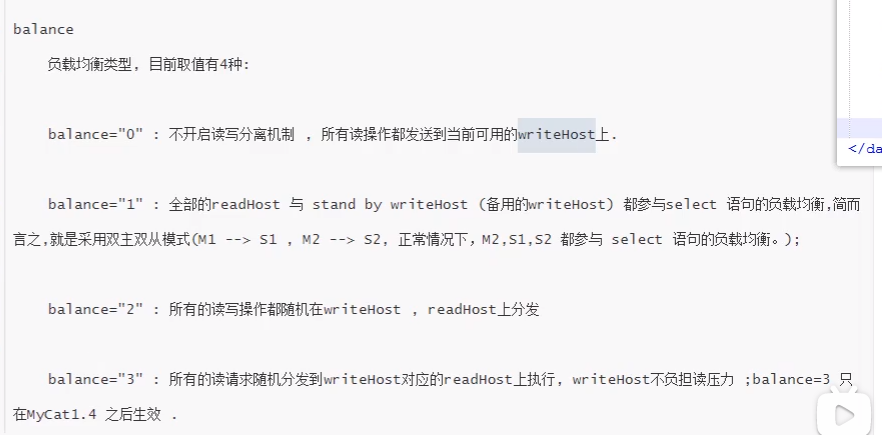 balance
负载均衡类型, 目前取值有4种:
balance="0" : 不开启读写分离机制 , 所有读操作都发送到当前可用的writeHost上.
balance="1" : 全部的readHost 与 stand by writeHost (备用的writeHost) 都参与select 语句的负载均衡,简而
言之,就是采用双主双从模式(M1 --> S1 , M2 --> S2, 正常情况下，M2,S1,S2 都参与 select 语句的负载均衡。);
balance="2" : 所有的读写操作都随机在writeHost , readHost上分发
balance="3" : 所有的读请求随机分发到writeHost对应的readHost上执行, writeHost不负担读压力 ;balance=3 只
在MyCat1.4 之后生效 .
</da